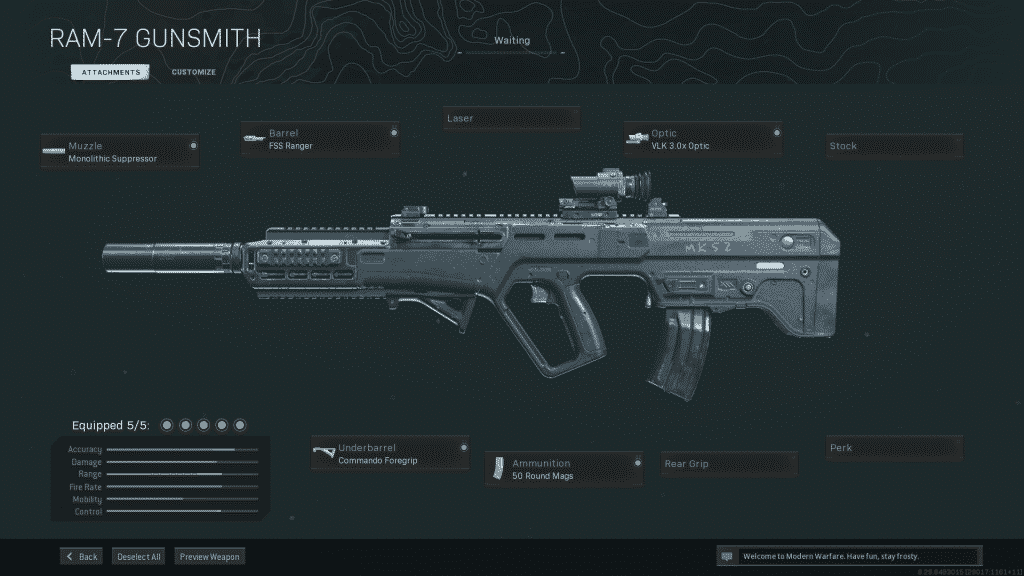 RAM-7 GUNSMITH
Waiting
ATTACHMENTS
CUSTOMIZE
Laser
Muzzle
Monolithic Suppressor
Barrel
FSS Ranger
Optic
VLK 3.0x Optic
Stock
MK52
Equipped 5/5:
Accuracy
Damage
Range
Fire Rate
Mobility
Control
Underbarrel
Commando Foregrip
Ammunition
50 Round Mags
Rear Grip
Perk
Back
Deselect All
Preview Weapon
Welcome to Modern Warfare. Have fun, stay frosty.